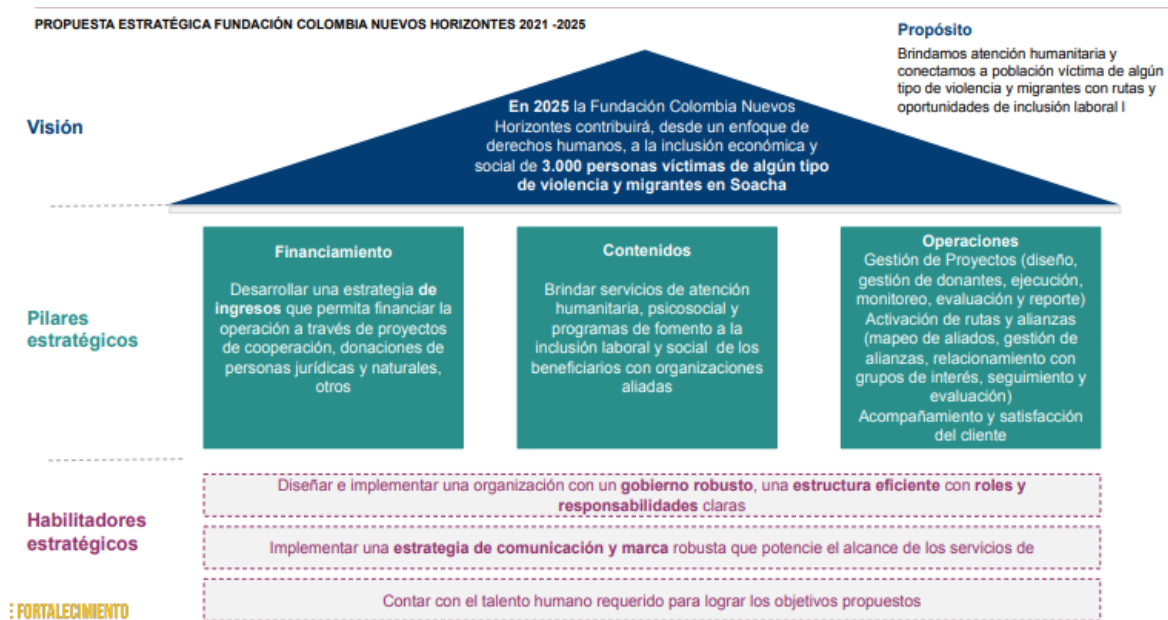 PROPUESTA ESTRATÉGICA FUNDACIÓN COLOMBIA NUEVOS HORIZONTES 2021 -2025
Propósito
Brindamos atención humanitaria y
conectamos a población víctima de algún
tipo de violencia y migrantes con rutas y
oportunidades de inclusión laboral I
Visión
En 2025 la Fundación Colombia Nuevos
Horizontes contribuirá, desde un enfoque de
derechos humanos, a la inclusión económica y
social de 3.000 personas víctimas de algún tipo
de violencia y migrantes en Soacha
Pilares
estratégicos
Financiamiento
Desarrollar una estrategia de
ingresos que permita financiar la
operación a través de proyectos
de cooperación, donaciones de
personas jurídicas y naturales,
otros
Contenidos
Brindar servicios de atención
humanitaria, psicosocial y
programas de fomento a la
inclusión laboral y social de los
beneficiarios con organizaciones
aliadas
Operaciones
Gestión de Proyectos (diseño,
gestión de donantes, ejecución,
monitoreo, evaluación y reporte)
Activación de rutas y alianzas
(mapeo de aliados, gestión de
alianzas, relacionamiento con
grupos de interés, seguimiento y
evaluación)
Acompañamiento y satisfacción
del cliente
Habilitadores
estratégicos
Diseñar e implementar una organización con un gobierno robusto, una estructura eficiente con roles y
responsabilidades claras
Implementar una estrategia de comunicación y marca robusta que potencie el alcance de los servicios de
Contar con el talento humano requerido para lograr los objetivos propuestos
E FORTALECIMIENTO